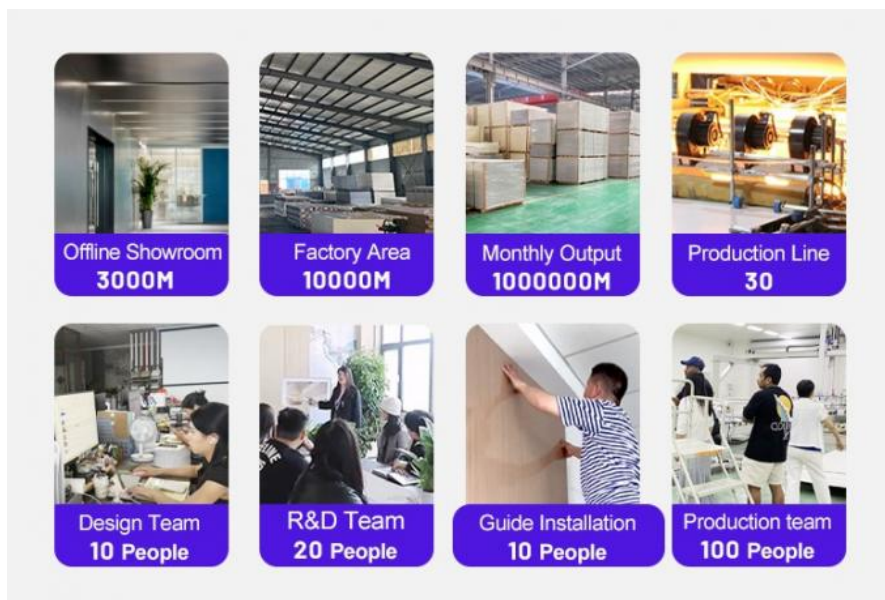 Offline Showroom
3000M
Factory Area
10000M
Monthly Output
1000000M
Production Line
30
Design Team
10 People
R&D Team
20 People
Guide Installation
10 People
Production team
100 People